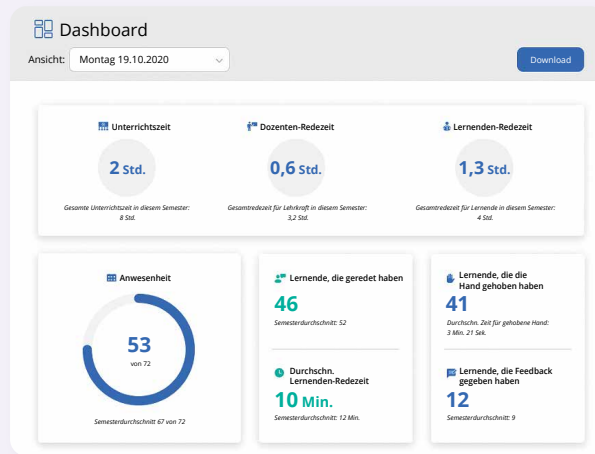 Dashboard
Ansicht: Montag 19.10.2020
Download
Unterrichtszeit
2 Std.
Gesamte Unterrichtszeit in diesem Semester:
8 Std.
Dozenten-Redezeit
0,6 Std.
Gesamtredezeit für Lehrkraft in diesem Semester:
3,2 Std.
Lernenden-Redezeit
1,3 Std.
Gesamtredezeit für Lernende in diesem Semester:
4 Std.
Anwesenheit
53
von 72
Semesterdurchschnitt 67 von 72
Lernende, die geredet haben
46
Semesterdurchschnitt: 52
Durchschn.
Lernenden-Redezeit
10 Min.
Semesterdurchschnitt: 12 Min.
Lernende, die die
Hand gehoben haben
41
Durchschn. Zeit für gehobene Hand:
3 Min. 21 Sek.
Lernende, die Feedback
gegeben haben
12
Semesterdurchschnitt: 9